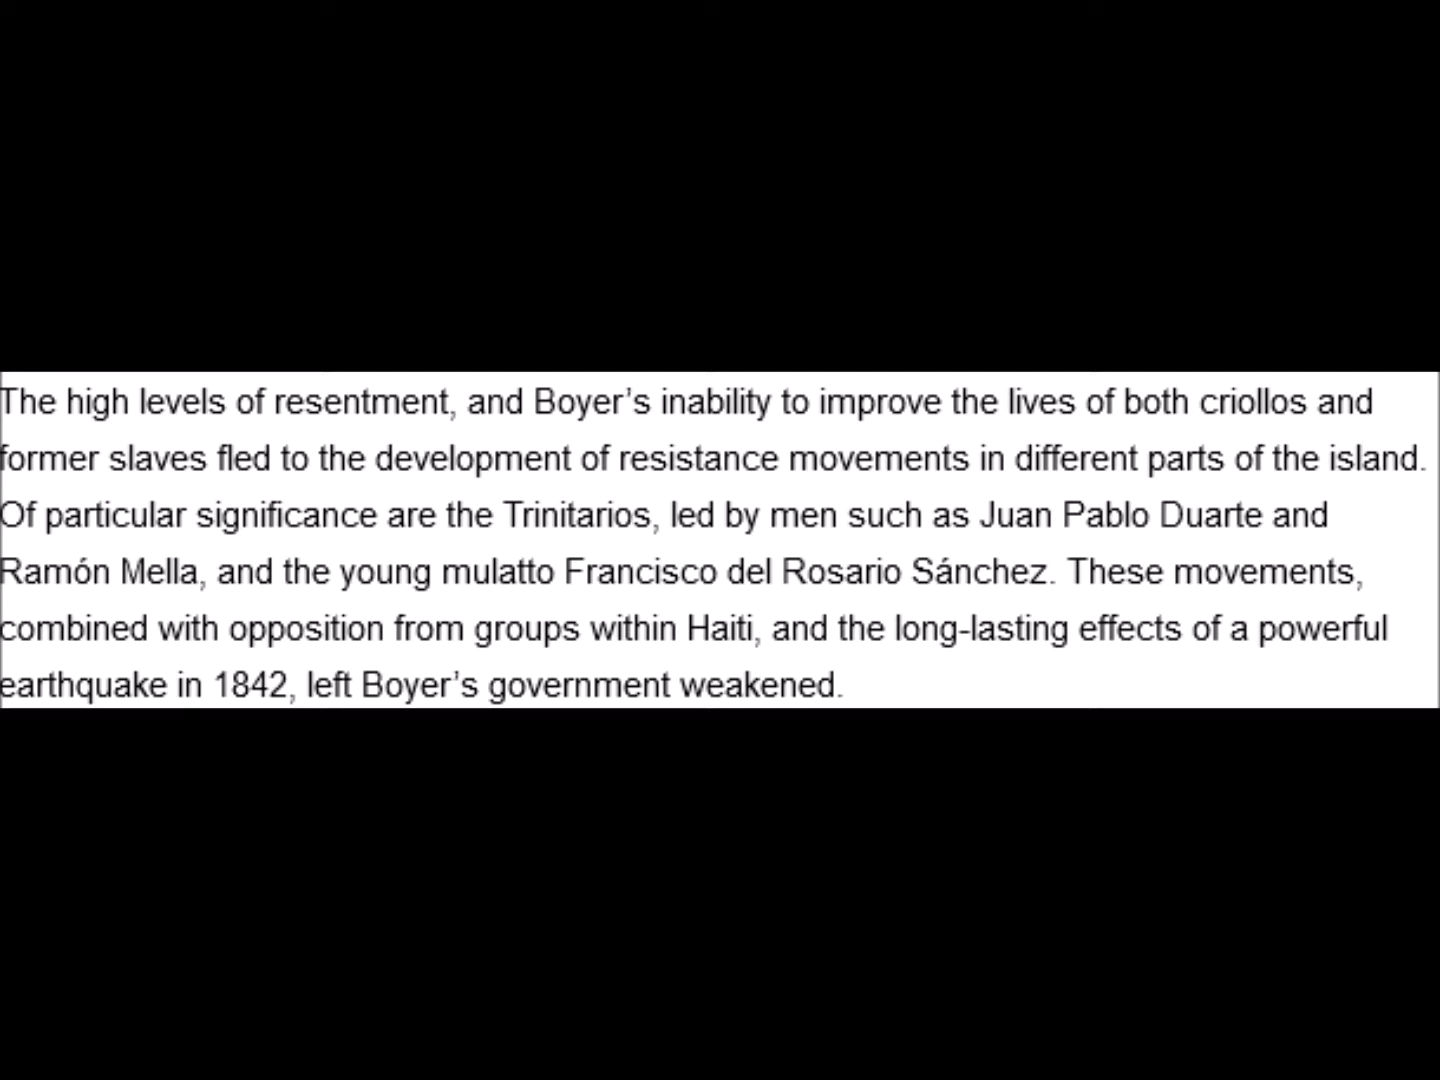 The high levels of resentment, and Boyer’s inability to improve the lives of both criollos and
former slaves fled to the development of resistance movements in different parts of the island.
Of particular significance are the Trinitarios, led by men such as Juan Pablo Duarte and
Ramón Mella, and the young mulatto Francisco del Rosario Sánchez. These movements,
combined with opposition from groups within Haiti, and the long-lasting effects of a powerful
earthquake in 1842, left Boyer’s government weakened.